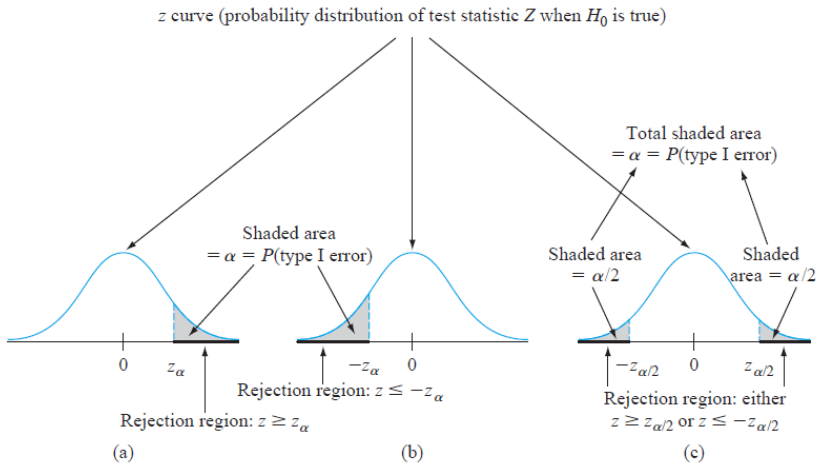 z curve (probability distribution of test statistic Z when H₀ is true)
Total shaded area
= α = P(type I error)
Shaded area
= α = P(type I error)
Shaded area
= α/2
Shaded
area = α/2
0
zα
−zα
0
−zα/2
0
zα/2
Rejection region: z ≤ −zα
Rejection region: z ≥ zα
Rejection region: either
z ≥ zα/2 or z ≤ −zα/2
(a)
(b)
(c)